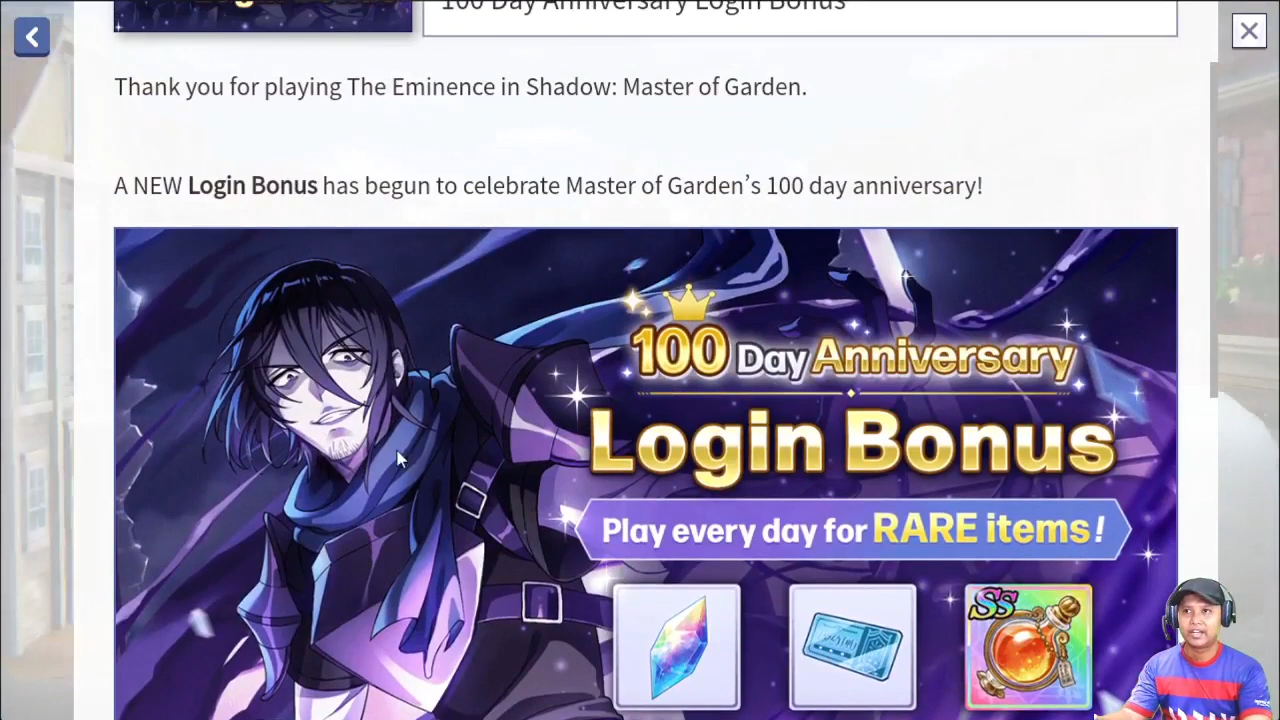 100 Day Anniversary Login Bonus
Thank you for playing The Eminence in Shadow: Master of Garden.
A NEW Login Bonus has begun to celebrate Master of Garden’s 100 day anniversary!
100 Day Anniversary
Login Bonus
Play every day for RARE items!
SS